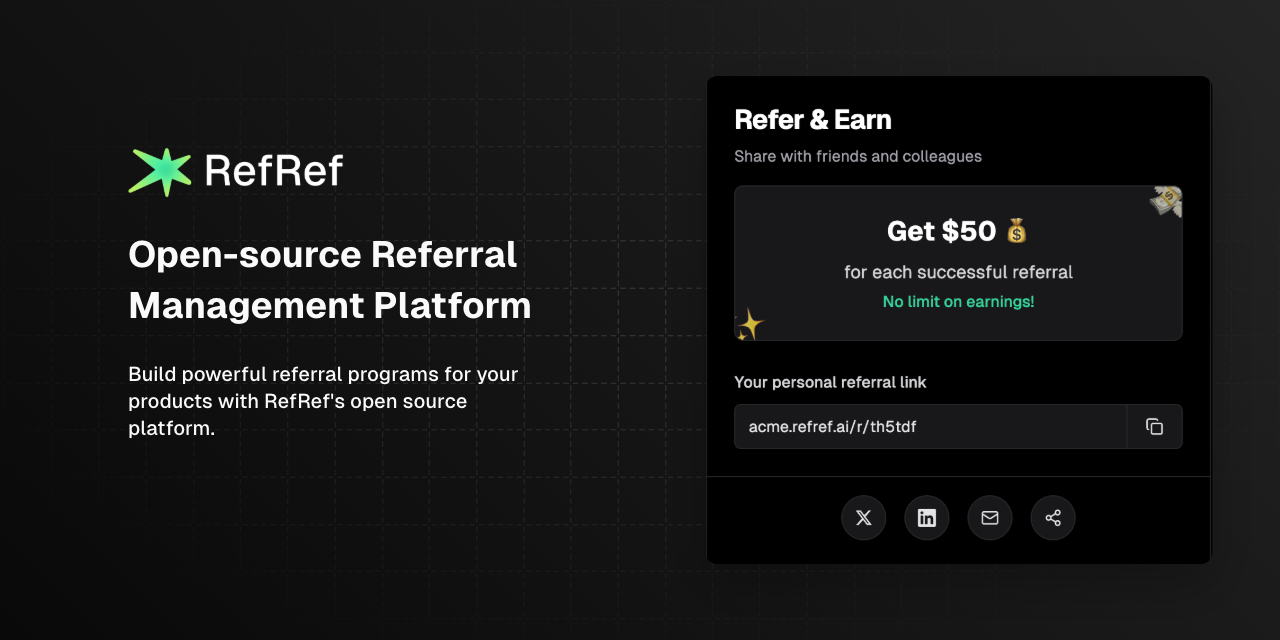 RefRef
Open-source Referral
Management Platform
Build powerful referral programs for your
products with RefRef's open source
platform.
Refer & Earn
Share with friends and colleagues
Get $50 💰
for each successful referral
No limit on earnings!
Your personal referral link
acme.refref.ai/r/th5tdf